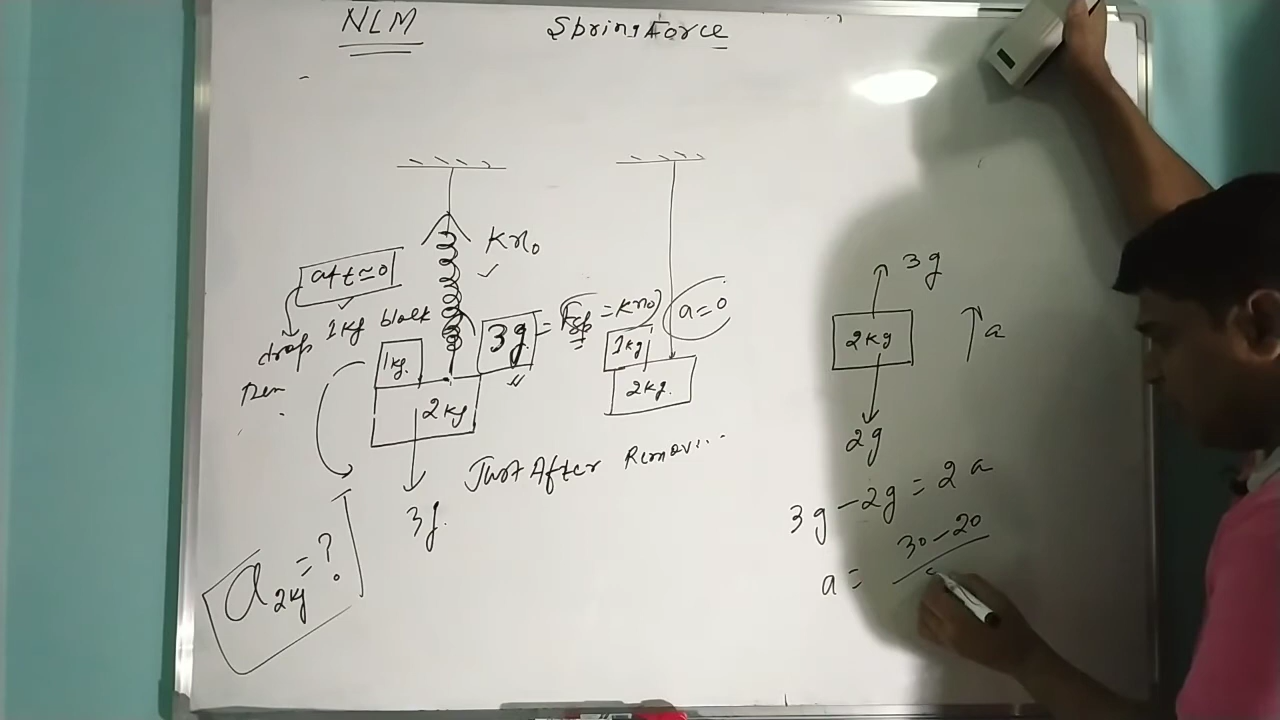 NLM
Spring Force
kx₀
at t≃0
drop 1kg block
1kg.
2kg
3g = Fsp = kx₀
a=0
1kg
2kg.
3g.
Just After Remov...
a₂kg = ?
3g
2kg
a
2g
3g - 2g = 2a
a = 30-20